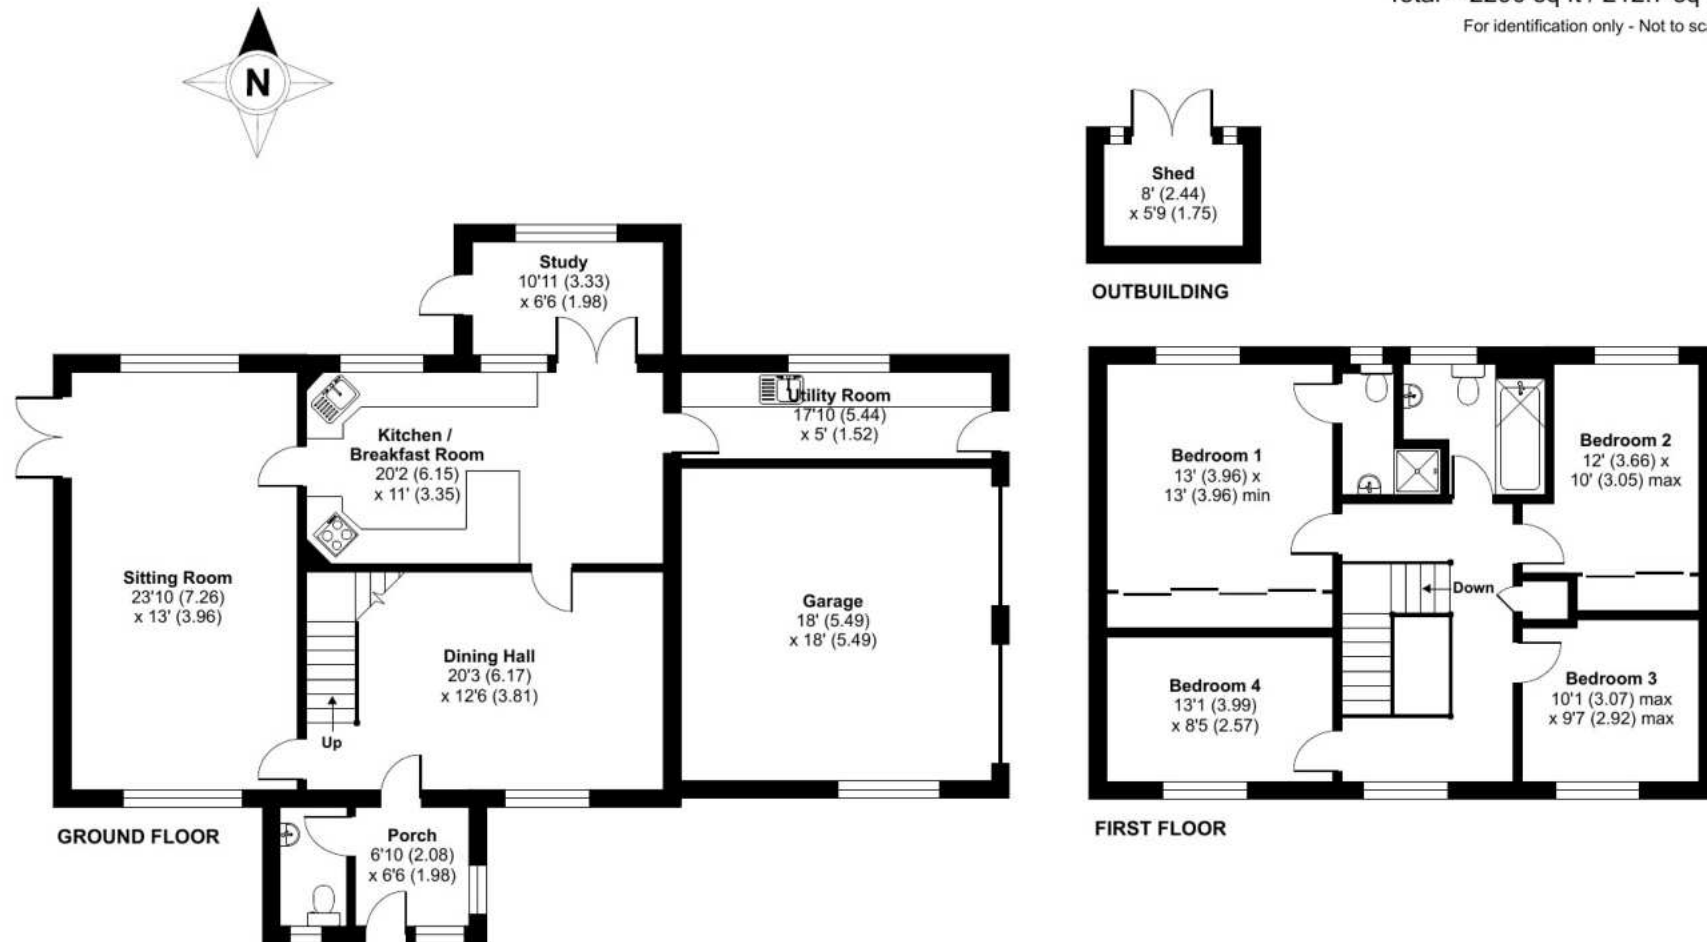 For identification only - Not to sc
N
Shed
8' (2.44)
x 5'9 (1.75)
OUTBUILDING
Study
10'11 (3.33)
x 6'6 (1.98)
Utility Room
17'10 (5.44)
x 5' (1.52)
Kitchen /
Breakfast Room
20'2 (6.15)
x 11' (3.35)
Sitting Room
23'10 (7.26)
x 13' (3.96)
Garage
18' (5.49)
x 18' (5.49)
Dining Hall
20'3 (6.17)
x 12'6 (3.81)
Up
Porch
6'10 (2.08)
x 6'6 (1.98)
GROUND FLOOR
Bedroom 1
13' (3.96) x
13' (3.96) min
Bedroom 2
12' (3.66) x
10' (3.05) max
Down
Bedroom 4
13'1 (3.99)
x 8'5 (2.57)
Bedroom 3
10'1 (3.07) max
x 9'7 (2.92) max
FIRST FLOOR